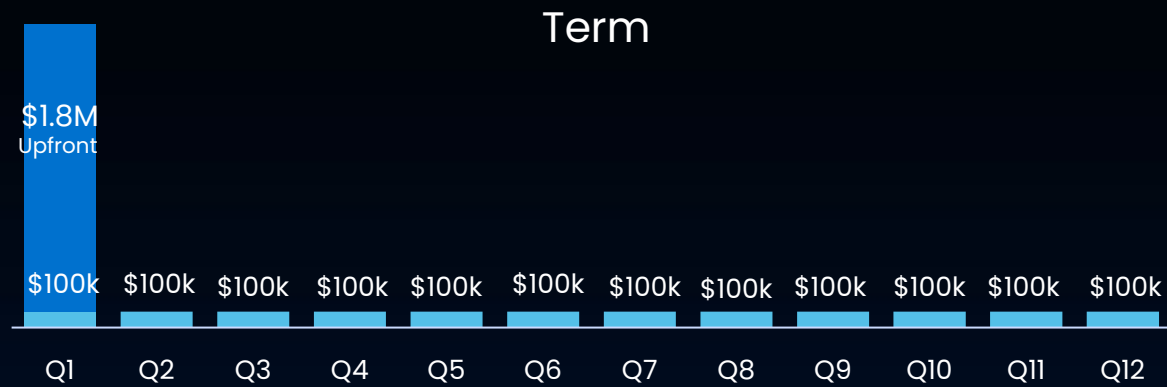 Term
$1.8M
Upfront
$100k $100k $100k $100k $100k $100k $100k $100k $100k $100k $100k $100k
Q1 Q2 Q3 Q4 Q5 Q6 Q7 Q8 Q9 Q10 Q11 Q12